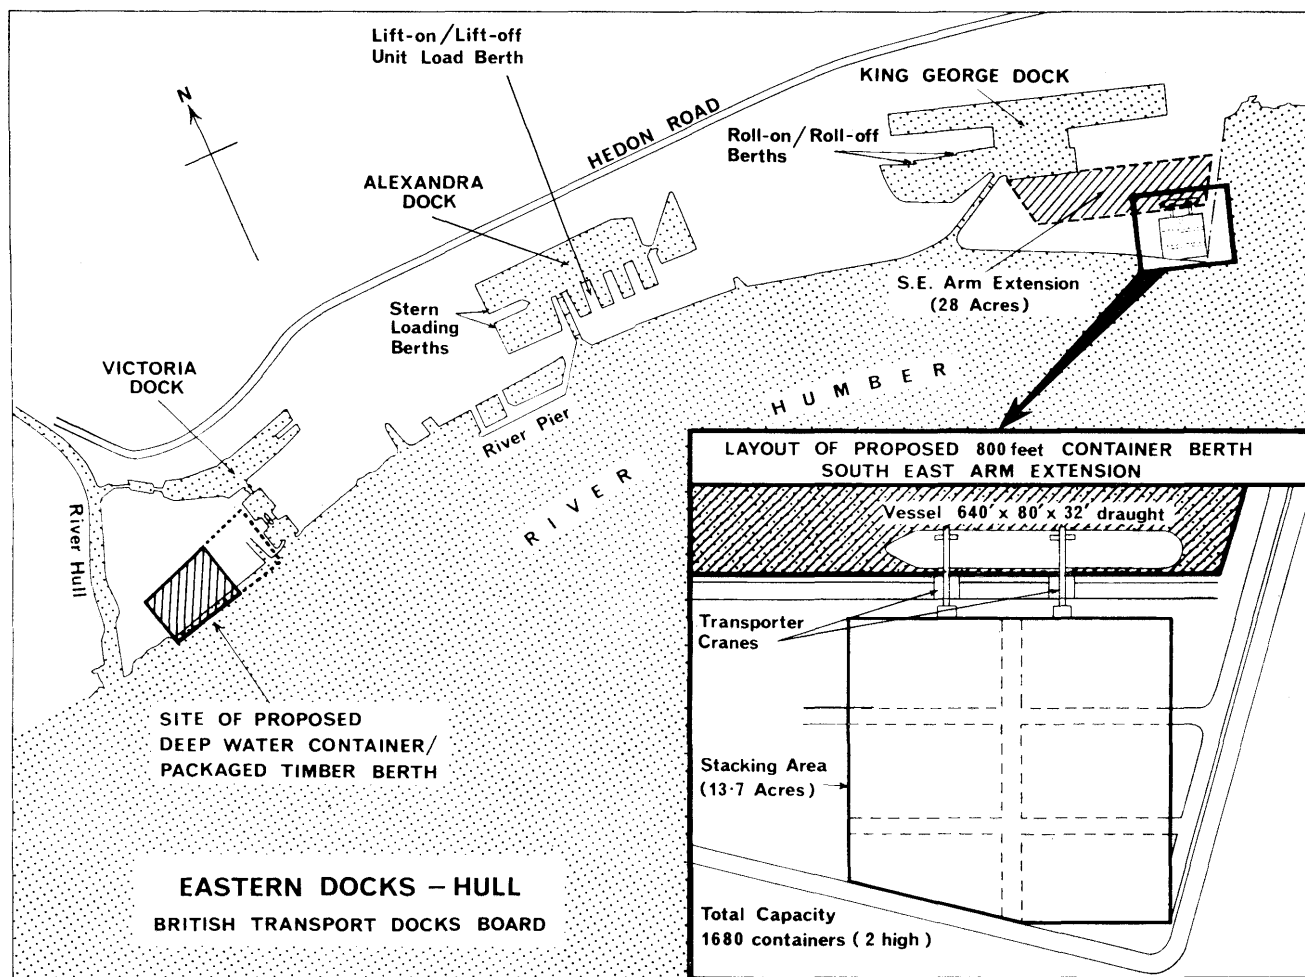 Lift-on/Lift-off
Unit Load Berth
KING GEORGE DOCK
N
HEDON ROAD
Roll-on/Roll-off
Berths
ALEXANDRA
DOCK
S.E. Arm Extension
(28 Acres)
Stern
Loading
Berths
VICTORIA
DOCK
River Pier
RIVER HUMBER
River Hull
LAYOUT OF PROPOSED 800 feet CONTAINER BERTH
SOUTH EAST ARM EXTENSION
Vessel 640′ x 80′ x 32′ draught
Transporter
Cranes
SITE OF PROPOSED
DEEP WATER CONTAINER/
PACKAGED TIMBER BERTH
Stacking Area
(13·7 Acres)
EASTERN DOCKS – HULL
BRITISH TRANSPORT DOCKS BOARD
Total Capacity
1680 containers (2 high)